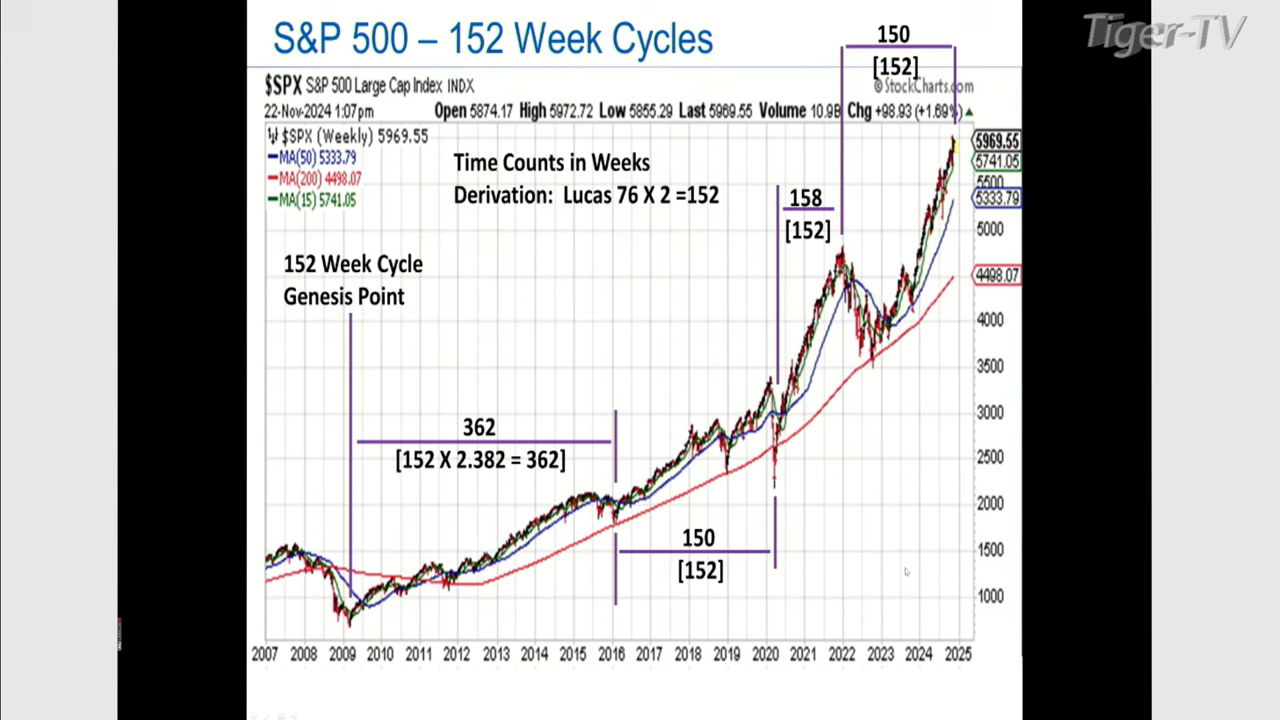 Tiger-TV
S&P 500 – 152 Week Cycles
150
[152]
$SPX S&P 500 Large Cap Index INDX
©StockCharts.com
22-Nov-2024 1:07pm
Open 5874.17 High 5972.72 Low 5855.29 Last 5969.55 Volume 10.9B Chg +98.93 (+1.69%)
$SPX (Weekly) 5969.55
MA(50) 5333.79
MA(200) 4498.07
MA(15) 5741.05
Time Counts in Weeks
Derivation: Lucas 76 X 2 =152
158
[152]
152 Week Cycle
Genesis Point
362
[152 X 2.382 = 362]
150
[152]
5969.55
5741.05
5500
5333.79
5000
4498.07
4000
3500
3000
2500
2000
1500
1000
2007 2008 2009 2010 2011 2012 2013 2014 2015 2016 2017 2018 2019 2020 2021 2022 2023 2024 2025